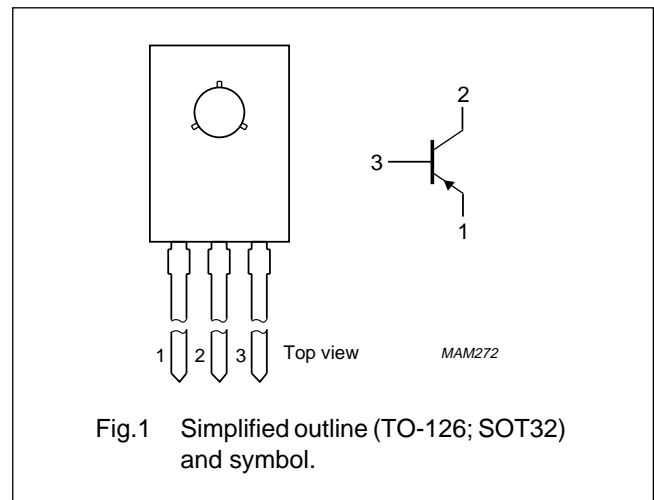 2
3
1
1 2 3 Top view MAM272
Fig.1 Simplified outline (TO-126; SOT32)
and symbol.